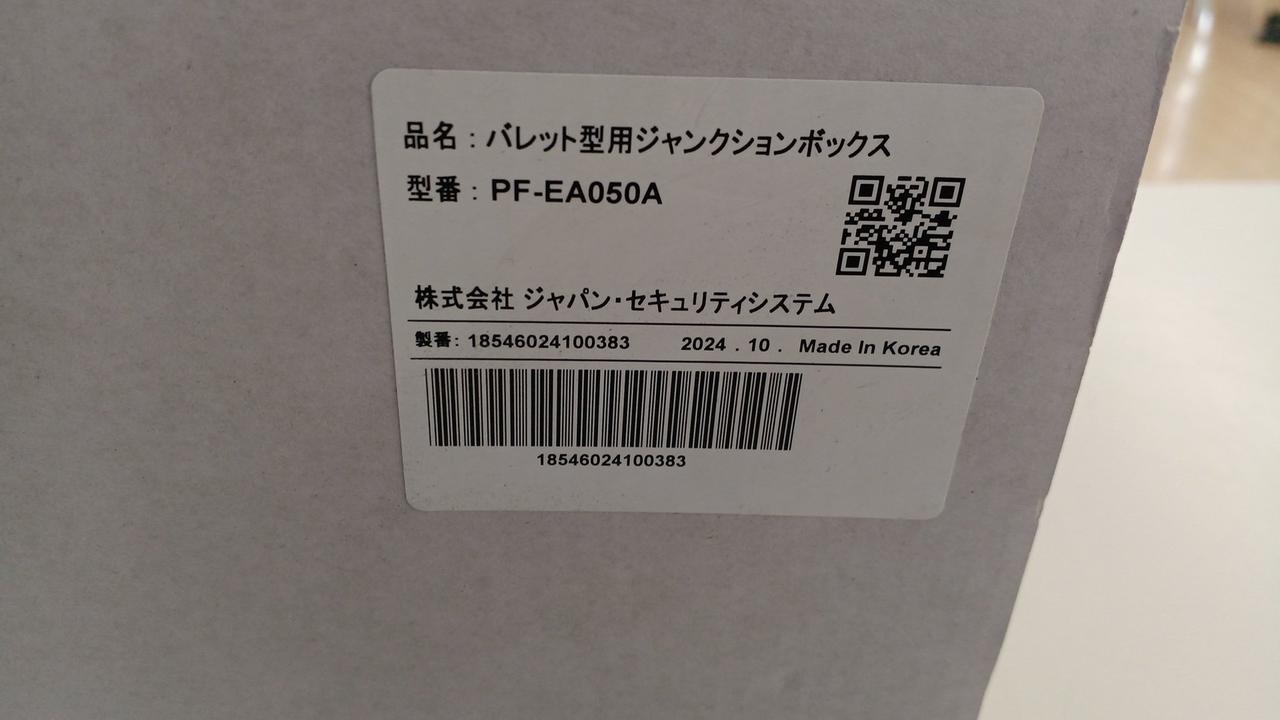 品名：バレット型用ジャンクションボックス
型番：PF-EA050A
株式会社 ジャパン・セキュリティシステム
製番: 18546024100383 2024 . 10 . Made In Korea
18546024100383